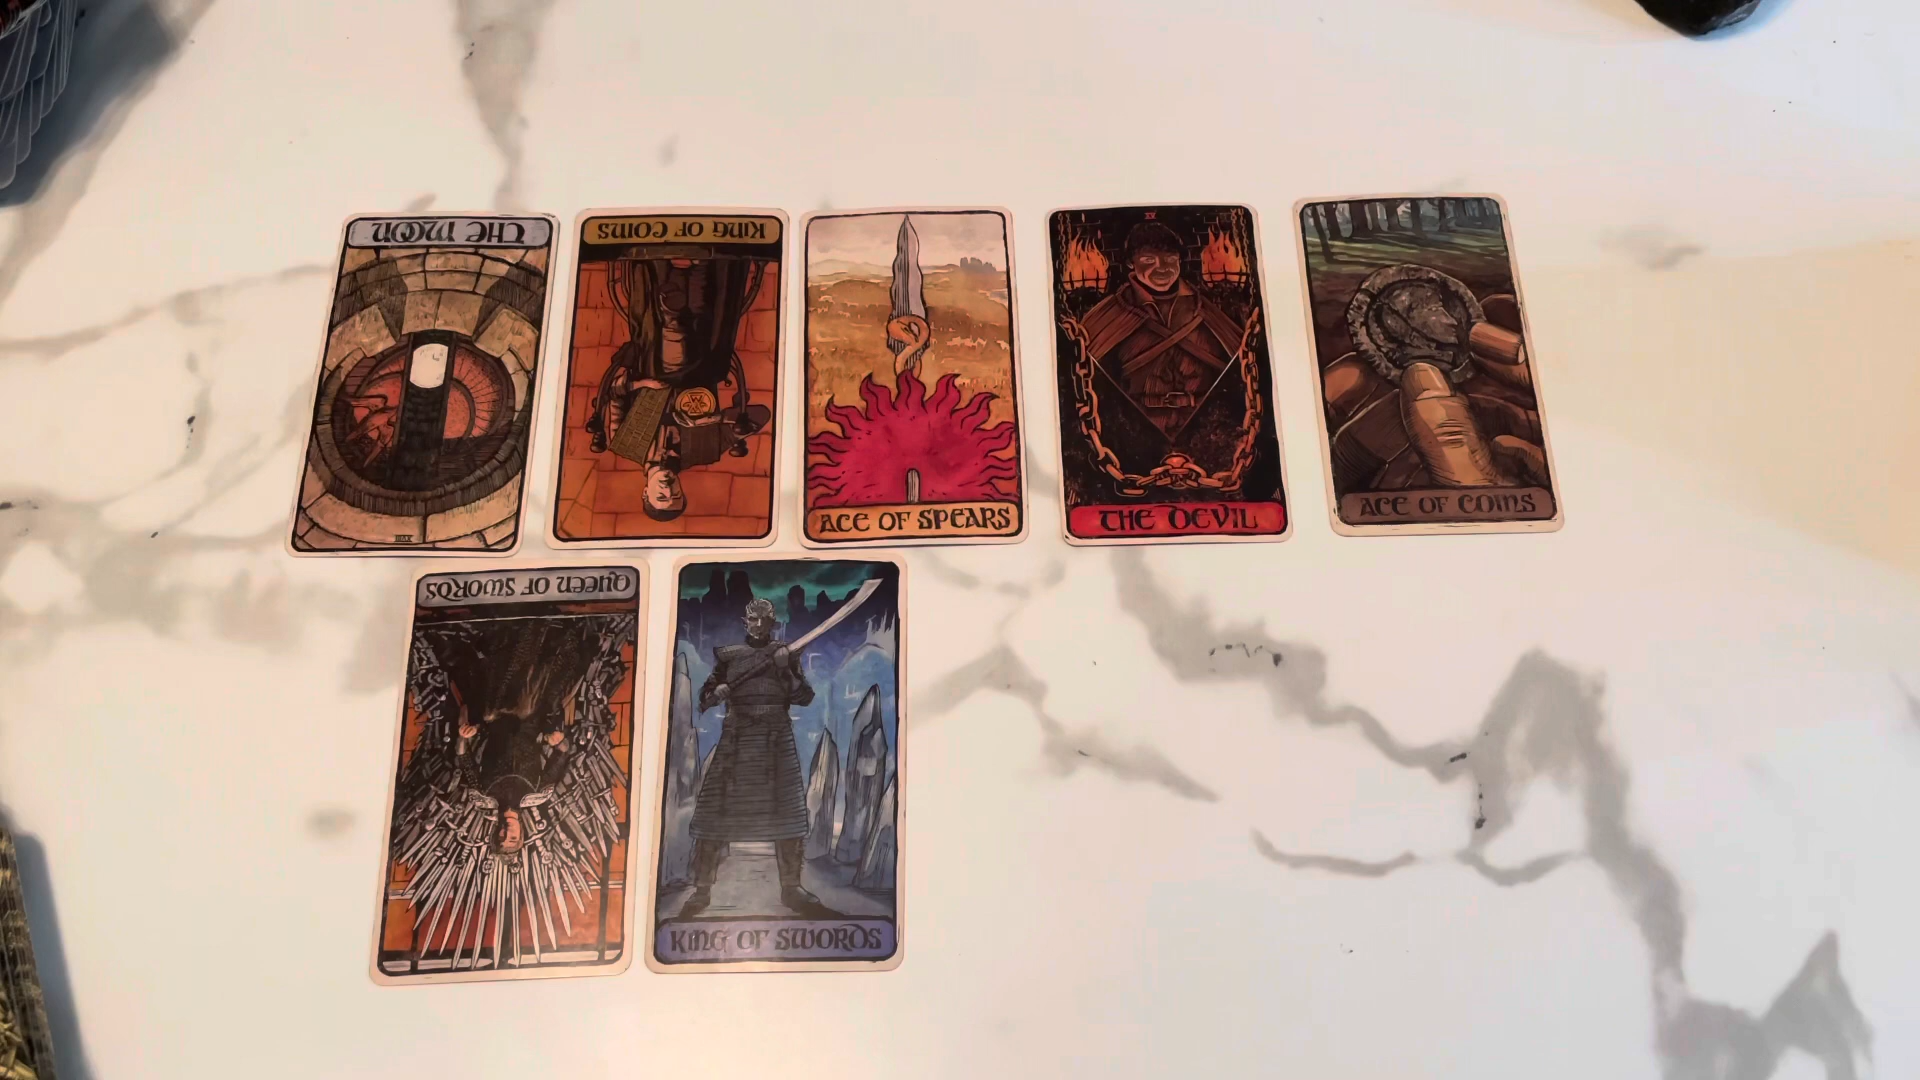 THE MOON
KING OF COINS
ACE OF SPEARS
THE DEVIL
ACE OF COINS
QUEEN OF SWORDS
KING OF SWORDS